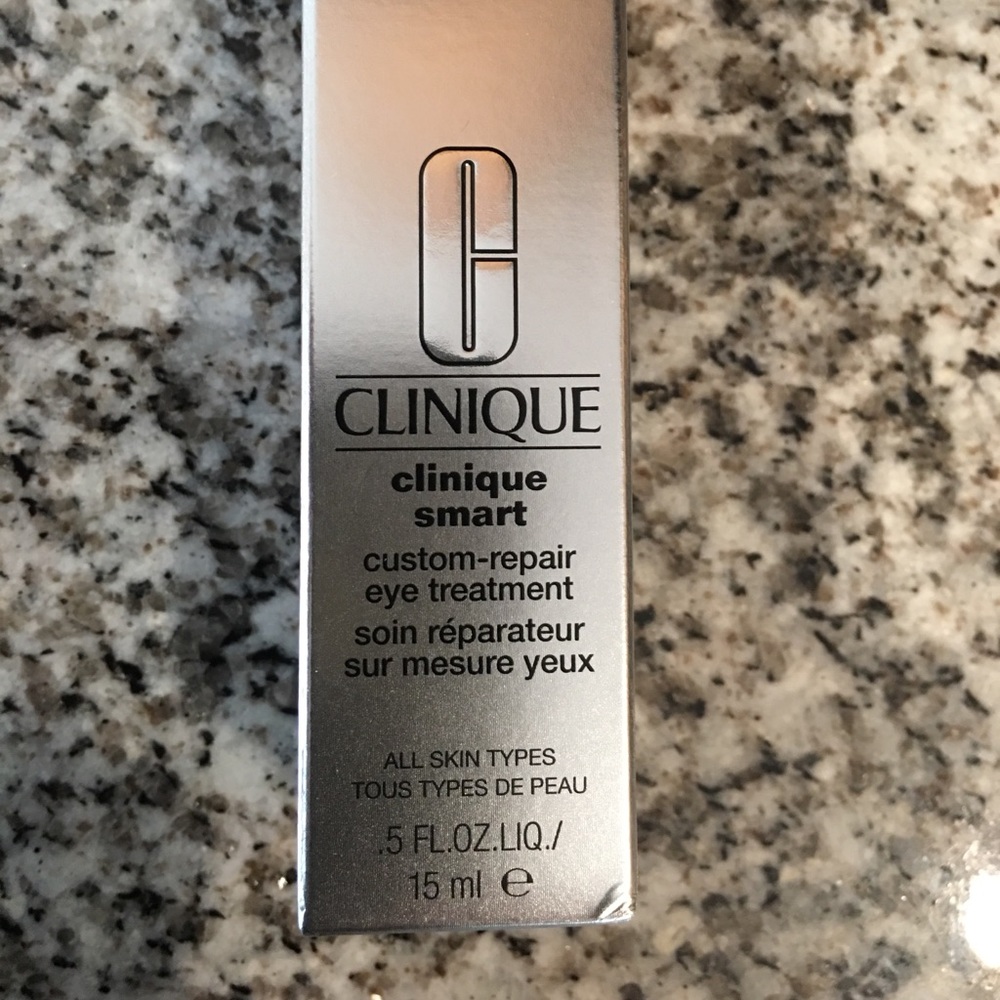 CLINIQUE
clinique
smart
custom-repair
eye treatment
soin réparateur
sur mesure yeux
ALL SKIN TYPES
TOUS TYPES DE PEAU
.5 FL.OZ.LIQ./
15 ml ℮